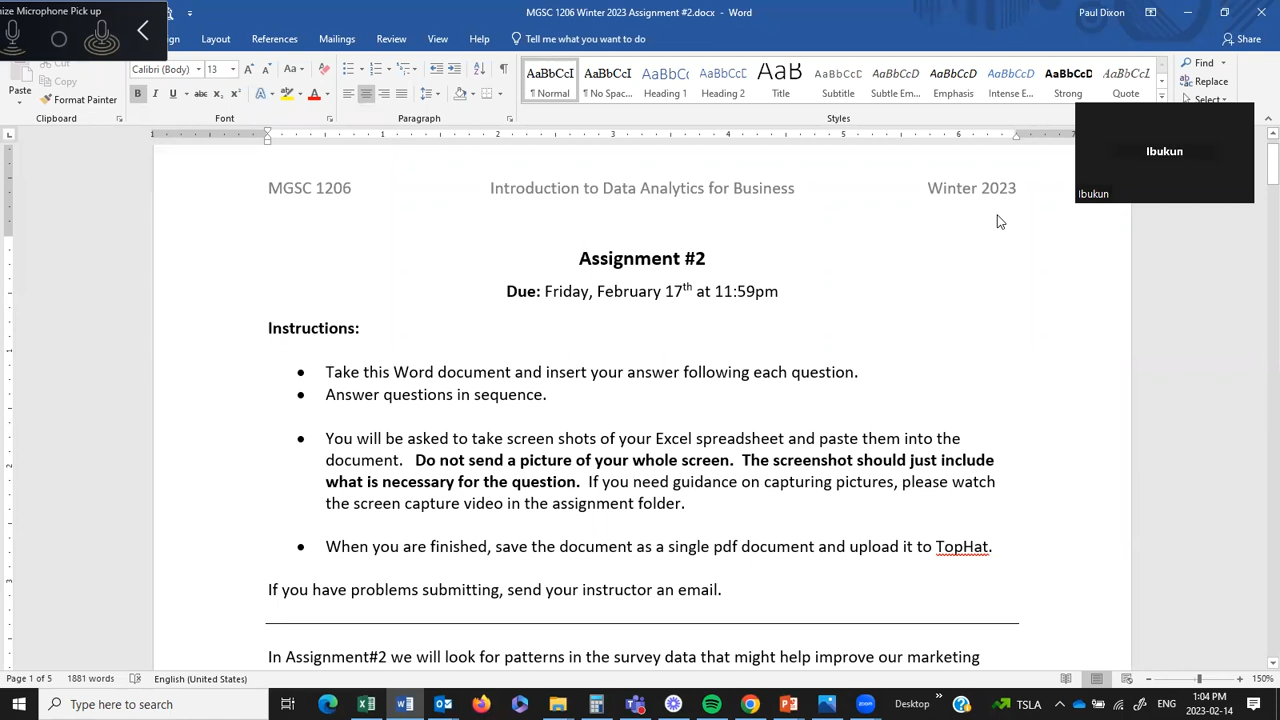 nize Microphone Pick up
MGSC 1206 Winter 2023 Assignment #2.docx - Word
Paul Dixon
sign Layout References Mailings Review View Help Tell me what you want to do
Share
Cut
Copy
Paste
Format Painter
Clipboard
Calibri (Body) 13
Font
Paragraph
AaBbCcI AaBbCcI AaBbCc AaBbCcD AaB AaBbCcD AaBbCcD AaBbCcD AaBbCcD AaBbCcD AaBbCcD
¶ Normal ¶ No Spac... Heading 1 Heading 2 Title Subtitle Subtle Em... Emphasis Intense E... Strong Quote
Styles
Find
Replace
Select
Ibukun
Ibukun
MGSC 1206 Introduction to Data Analytics for Business Winter 2023
Assignment #2
Due: Friday, February 17th at 11:59pm
Instructions:
• Take this Word document and insert your answer following each question.
• Answer questions in sequence.
• You will be asked to take screen shots of your Excel spreadsheet and paste them into the
document. Do not send a picture of your whole screen. The screenshot should just include
what is necessary for the question. If you need guidance on capturing pictures, please watch
the screen capture video in the assignment folder.
• When you are finished, save the document as a single pdf document and upload it to TopHat.
If you have problems submitting, send your instructor an email.
In Assignment#2 we will look for patterns in the survey data that might help improve our marketing
Page 1 of 5 1881 words English (United States) 150%
Type here to search
Desktop
TSLA
ENG
1:04 PM
2023-02-14